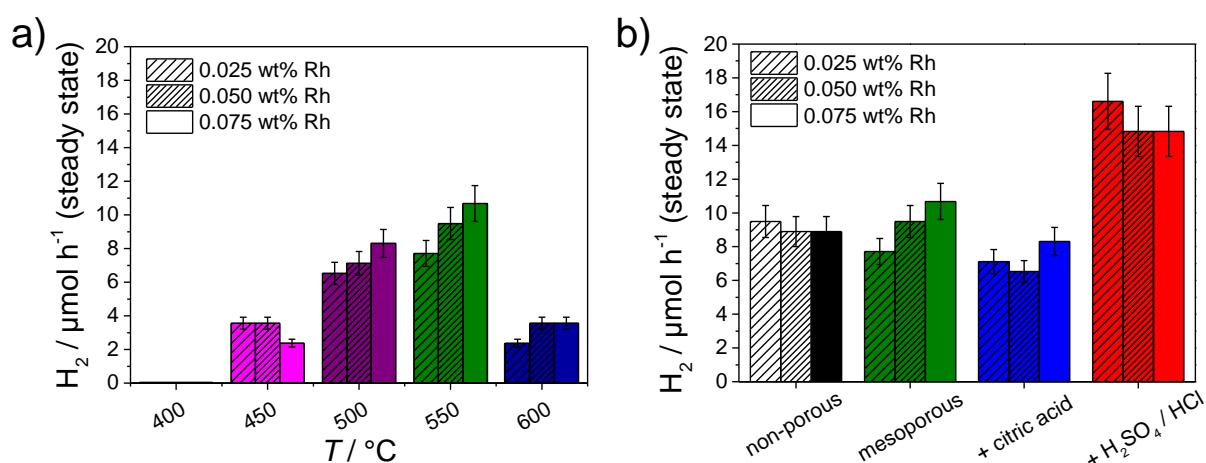 a)
H₂ / µmol h⁻¹ (steady state)
20
18
16
14
12
10
8
6
4
2
0
0.025 wt% Rh
0.050 wt% Rh
0.075 wt% Rh
400
450
500
550
600
T / °C
b)
H₂ / µmol h⁻¹ (steady state)
20
18
16
14
12
10
8
6
4
2
0
0.025 wt% Rh
0.050 wt% Rh
0.075 wt% Rh
non-porous
mesoporous
+ citric acid
+ H₂SO₄ / HCl